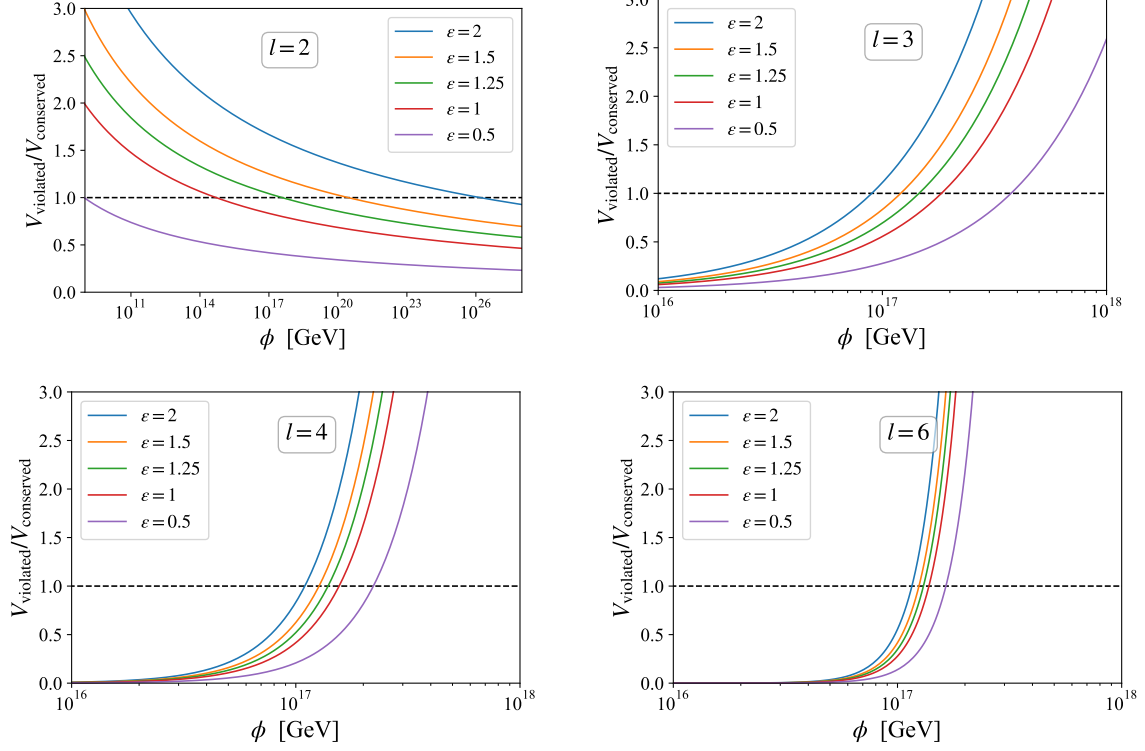 l = 2
ε = 2
ε = 1.5
ε = 1.25
ε = 1
ε = 0.5
3.0
2.5
2.0
1.5
1.0
0.5
0.0
V_violated/V_conserved
10^11
10^14
10^17
10^20
10^23
10^26
ϕ [GeV]
l = 3
ε = 2
ε = 1.5
ε = 1.25
ε = 1
ε = 0.5
3.0
2.5
2.0
1.5
1.0
0.5
0.0
V_violated/V_conserved
10^16
10^17
10^18
ϕ [GeV]
l = 4
ε = 2
ε = 1.5
ε = 1.25
ε = 1
ε = 0.5
3.0
2.5
2.0
1.5
1.0
0.5
0.0
V_violated/V_conserved
10^16
10^17
10^18
ϕ [GeV]
l = 6
ε = 2
ε = 1.5
ε = 1.25
ε = 1
ε = 0.5
3.0
2.5
2.0
1.5
1.0
0.5
0.0
V_violated/V_conserved
10^16
10^17
10^18
ϕ [GeV]